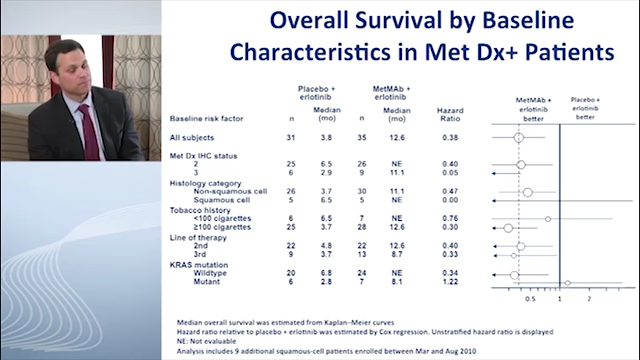 Overall Survival by Baseline
Characteristics in Met Dx+ Patients
Placebo + erlotinib MetMAb + erlotinib
Baseline risk factor n Median (mo) n Median (mo) Hazard Ratio
MetMAb + erlotinib better Placebo + erlotinib better
All subjects 31 3.8 35 12.6 0.38
Met Dx IHC status
2 25 6.5 26 NE 0.40
3 6 2.9 9 11.1 0.05
Histology category
Non-squamous cell 26 3.7 30 11.1 0.47
Squamous cell 5 6.5 5 NE 0.00
Tobacco history
<100 cigarettes 6 6.5 7 NE 0.76
≥100 cigarettes 25 3.7 28 12.6 0.30
Line of therapy
2nd 22 4.8 22 12.6 0.40
3rd 9 3.7 13 8.7 0.33
KRAS mutation
Wildtype 20 6.8 24 NE 0.34
Mutant 6 2.8 7 8.1 1.22
0.5 1 2
Median overall survival was estimated from Kaplan–Meier curves
Hazard ratio relative to placebo + erlotinib was estimated by Cox regression. Unstratified hazard ratio is displayed
NE: Not evaluable
Analysis includes 9 additional squamous-cell patients enrolled between Mar and Aug 2010